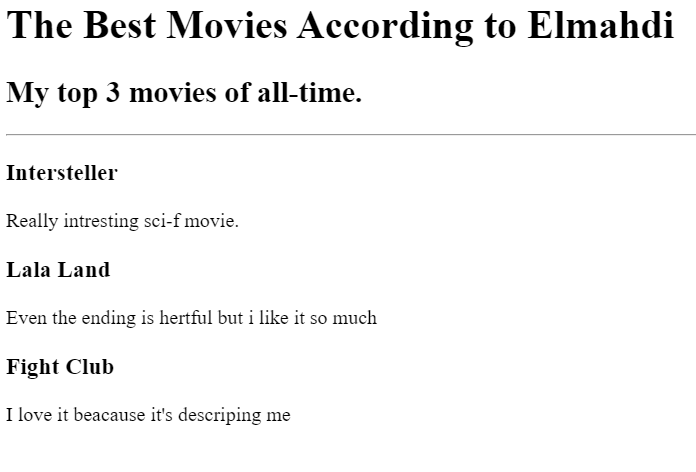 The Best Movies According to Elmahdi
My top 3 movies of all-time.
Intersteller
Really intresting sci-f movie.
Lala Land
Even the ending is hertful but i like it so much
Fight Club
I love it beacause it's descriping me